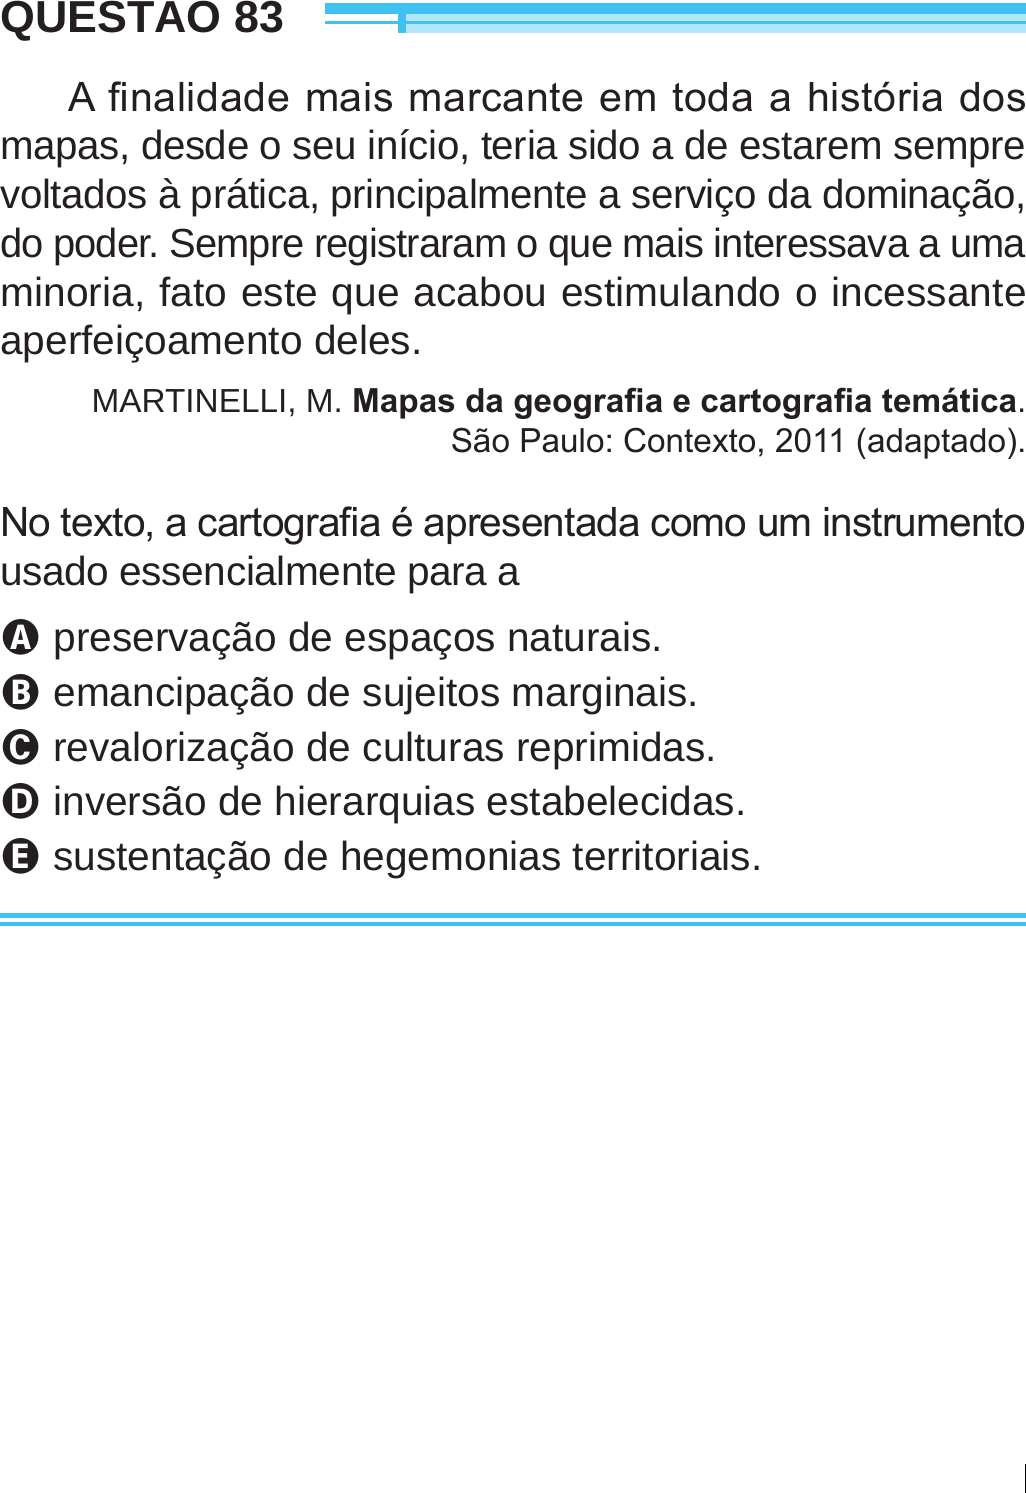 QUESTÃO 83
A finalidade mais marcante em toda a história dos
mapas, desde o seu início, teria sido a de estarem sempre
voltados à prática, principalmente a serviço da dominação,
do poder. Sempre registraram o que mais interessava a uma
minoria, fato este que acabou estimulando o incessante
aperfeiçoamento deles.
MARTINELLI, M. Mapas da geografia e cartografia temática.
São Paulo: Contexto, 2011 (adaptado).
No texto, a cartografia é apresentada como um instrumento
usado essencialmente para a
A preservação de espaços naturais.
B emancipação de sujeitos marginais.
C revalorização de culturas reprimidas.
D inversão de hierarquias estabelecidas.
E sustentação de hegemonias territoriais.